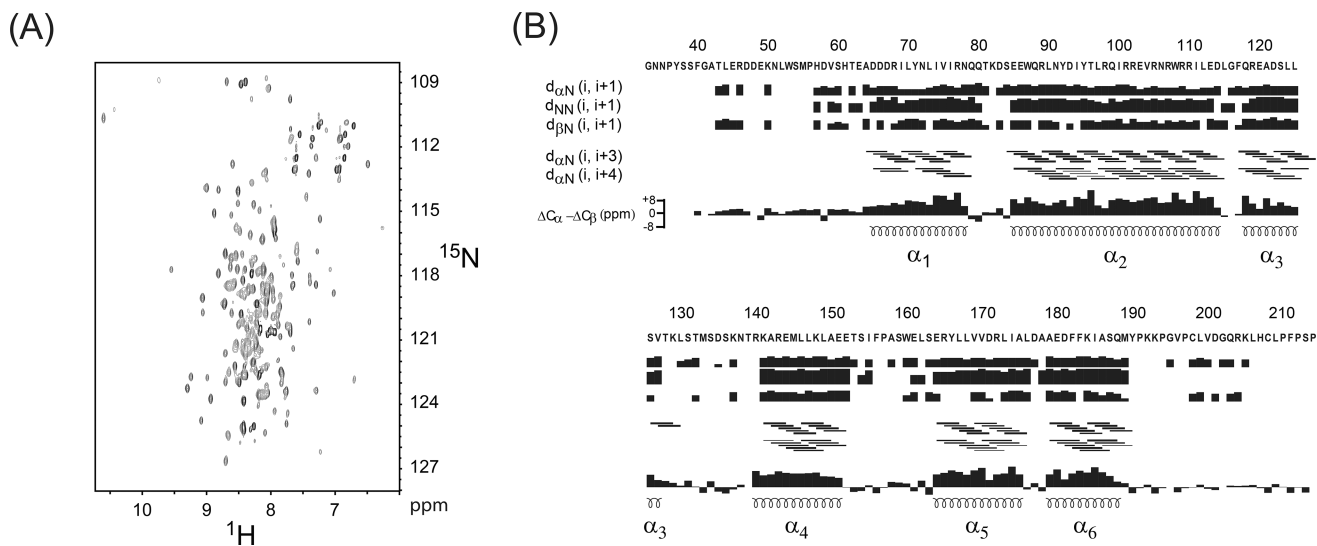 (A)
109
112
115
118
121
124
127
ppm
15N
10 9 8 7
1H
(B)
40 50 60 70 80 90 100 110 120
GNNPYSSFGATLERDDEKNLWSMPHDVSHTEADDDRILYNLIVIRNQQTKDSEEWQRLNYDIYTLRQIRREVRNRWRRILEDLGFQREADSLL
dαN (i, i+1)
dNN (i, i+1)
dβN (i, i+1)
dαN (i, i+3)
dαN (i, i+4)
ΔCα –ΔCβ (ppm)
+8
0
-8
α1 α2 α3
130 140 150 160 170 180 190 200 210
SVTKLSTMSDSKNTRKAREMLLKLAEETSIFPASWELSERYLLVVDRLIALDAAEDFFKIASQMYPKKPGVPCLVDGQRKLHCLPFPSP
α3 α4 α5 α6